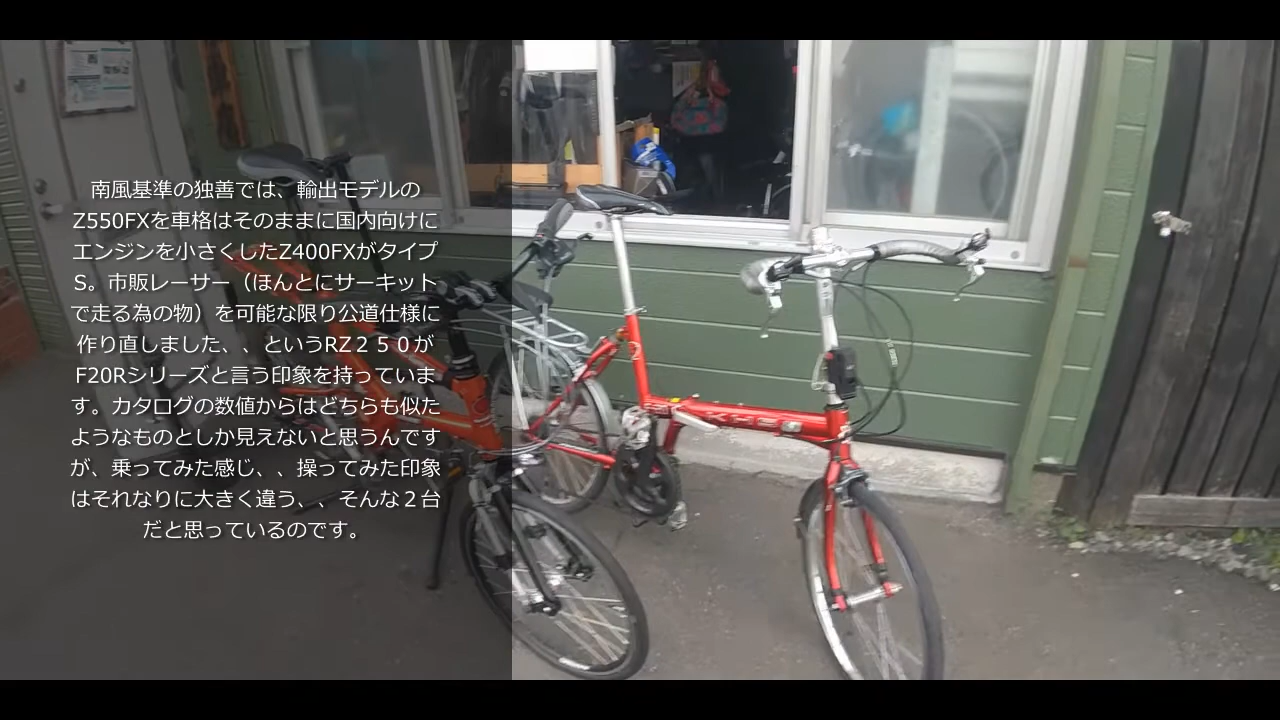 南風基準の独善では、輸出モデルの
Z550FXを車格はそのままに国内向けに
エンジンを小さくしたZ400FXがタイプ
S。市販レーサー（ほんとにサーキット
で走る為の物）を可能な限り公道仕様に
作り直しました、、というRZ２５０が
F20Rシリーズと言う印象を持っていま
す。カタログの数値からはどちらも似た
ようなものとしか見えないと思うんです
が、乗ってみた感じ、、操ってみた印象
はそれなりに大きく違う、、そんな２台
だと思っているのです。
KHS